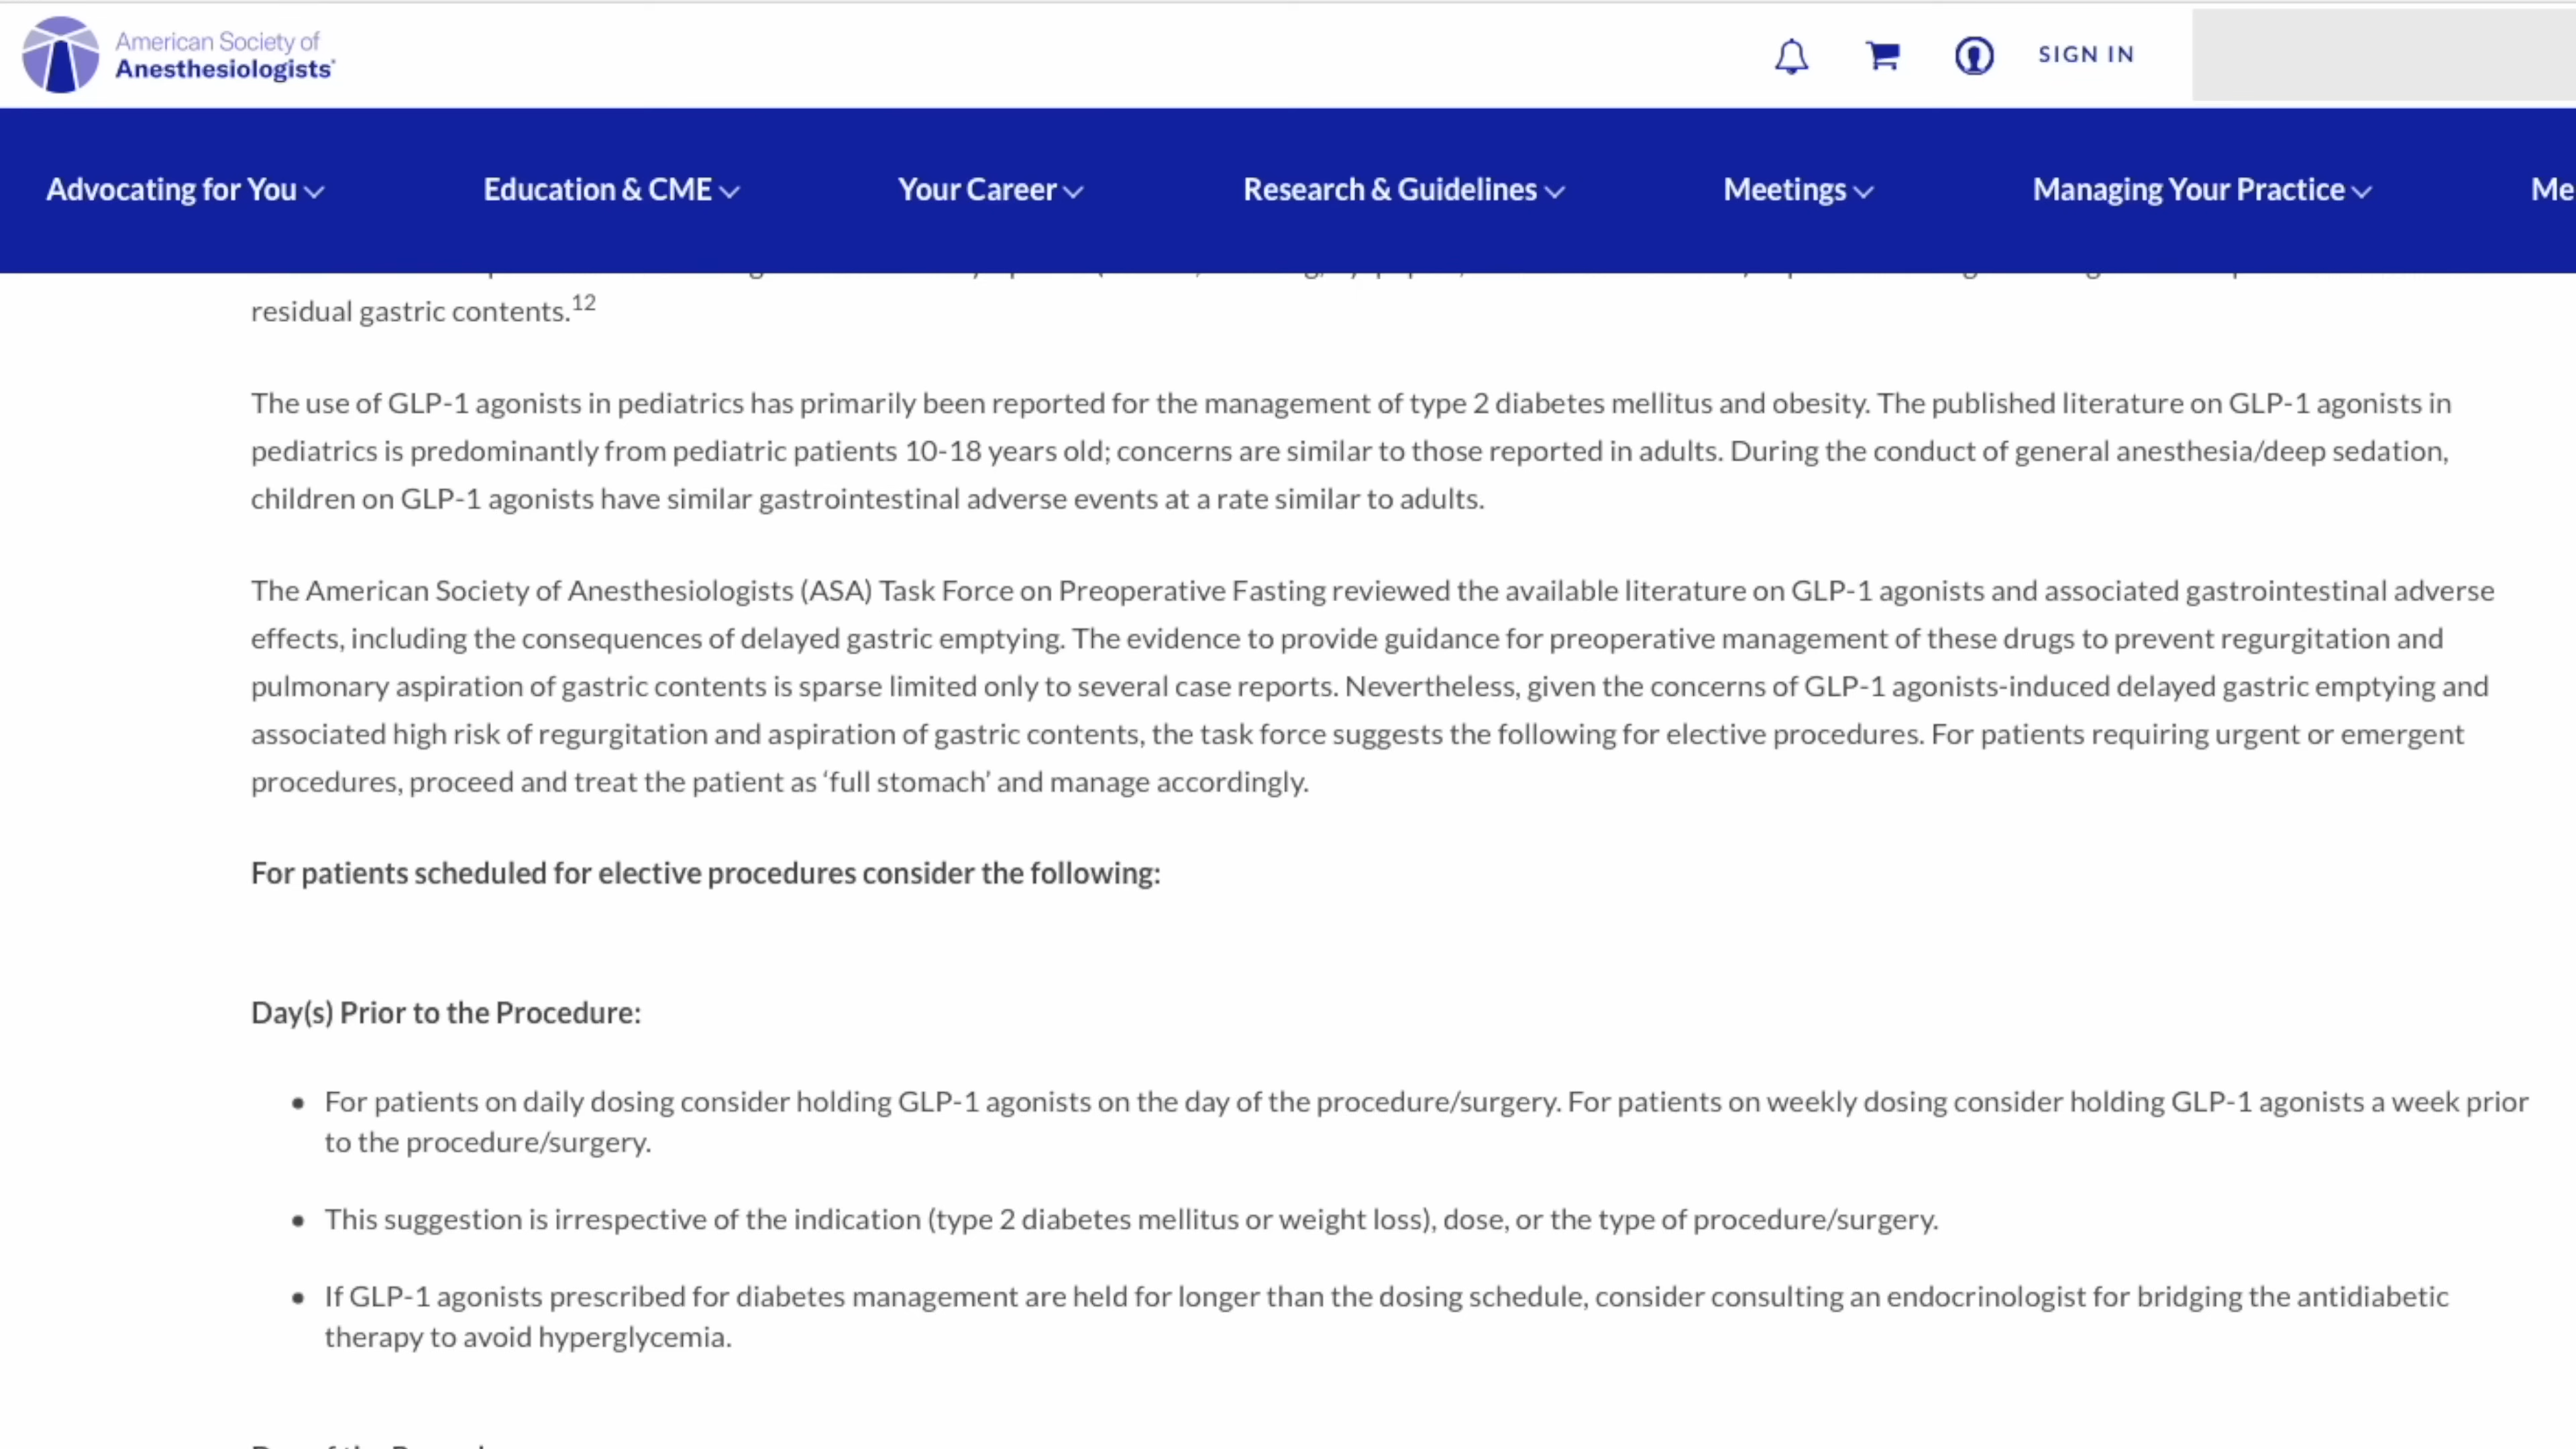 American Society of
Anesthesiologists®
SIGN IN
Advocating for You
Education & CME
Your Career
Research & Guidelines
Meetings
Managing Your Practice
Me
residual gastric contents.12
The use of GLP-1 agonists in pediatrics has primarily been reported for the management of type 2 diabetes mellitus and obesity. The published literature on GLP-1 agonists in
pediatrics is predominantly from pediatric patients 10-18 years old; concerns are similar to those reported in adults. During the conduct of general anesthesia/deep sedation,
children on GLP-1 agonists have similar gastrointestinal adverse events at a rate similar to adults.
The American Society of Anesthesiologists (ASA) Task Force on Preoperative Fasting reviewed the available literature on GLP-1 agonists and associated gastrointestinal adverse
effects, including the consequences of delayed gastric emptying. The evidence to provide guidance for preoperative management of these drugs to prevent regurgitation and
pulmonary aspiration of gastric contents is sparse limited only to several case reports. Nevertheless, given the concerns of GLP-1 agonists-induced delayed gastric emptying and
associated high risk of regurgitation and aspiration of gastric contents, the task force suggests the following for elective procedures. For patients requiring urgent or emergent
procedures, proceed and treat the patient as ‘full stomach’ and manage accordingly.
For patients scheduled for elective procedures consider the following:
Day(s) Prior to the Procedure:
• For patients on daily dosing consider holding GLP-1 agonists on the day of the procedure/surgery. For patients on weekly dosing consider holding GLP-1 agonists a week prior
to the procedure/surgery.
• This suggestion is irrespective of the indication (type 2 diabetes mellitus or weight loss), dose, or the type of procedure/surgery.
• If GLP-1 agonists prescribed for diabetes management are held for longer than the dosing schedule, consider consulting an endocrinologist for bridging the antidiabetic
therapy to avoid hyperglycemia.